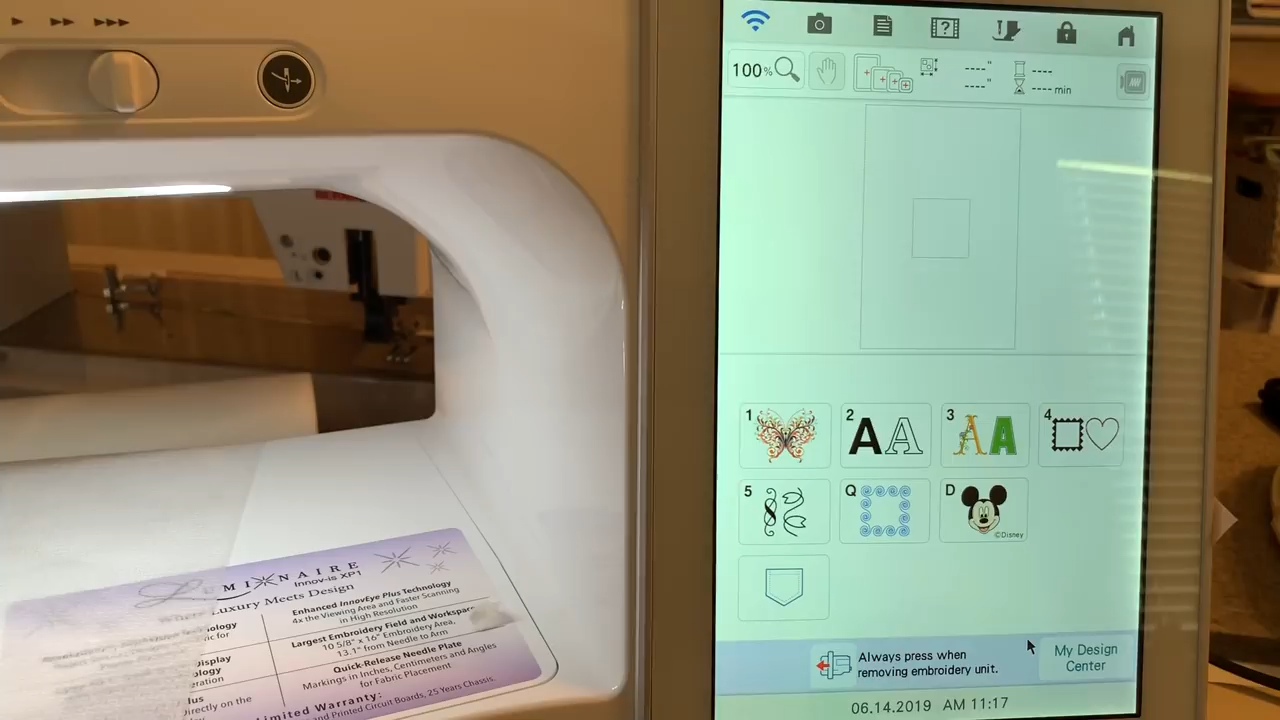 100%
----"
----"
----
---- min
1
2 A A
3 A A
4
5
Q
D
©Disney
Always press when
removing embroidery unit.
My Design
Center
06.14.2019 AM 11:17
LUMINAIRE
Innov-is XP1
Luxury Meets Design
Enhanced InnovEye Plus Technology
4x the Viewing Area and Faster Scanning
in High Resolution
Largest Embroidery Field and Workspace
10 5/8" x 16" Embroidery Area,
13.1" from Needle to Arm
Quick-Release Needle Plate
Markings in Inches, Centimeters and Angles
for Fabric Placement
Limited Warranty:
and Printed Circuit Boards, 25 Years Chassis.